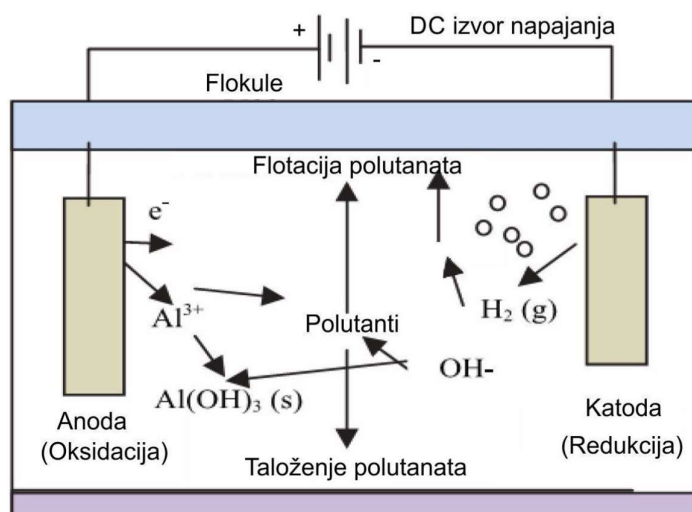 +
DC izvor napajanja
-
Flokule
Flotacija polutanata
e⁻
Al³⁺
Polutanti
H₂ (g)
OH-
Al(OH)₃ (s)
Anoda
(Oksidacija)
Katoda
(Redukcija)
Taloženje polutanata